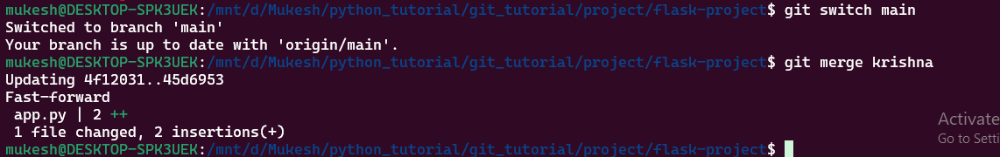 mukesh@DESKTOP-SPK3UEK:/mnt/d/Mukesh/python_tutorial/git_tutorial/project/flask-project$ git switch main
Switched to branch 'main'
Your branch is up to date with 'origin/main'.
mukesh@DESKTOP-SPK3UEK:/mnt/d/Mukesh/python_tutorial/git_tutorial/project/flask-project$ git merge krishna
Updating 4f12031..45d6953
Fast-forward
 app.py | 2 ++
 1 file changed, 2 insertions(+)
Activate
Go to Setti
mukesh@DESKTOP-SPK3UEK:/mnt/d/Mukesh/python_tutorial/git_tutorial/project/flask-project$